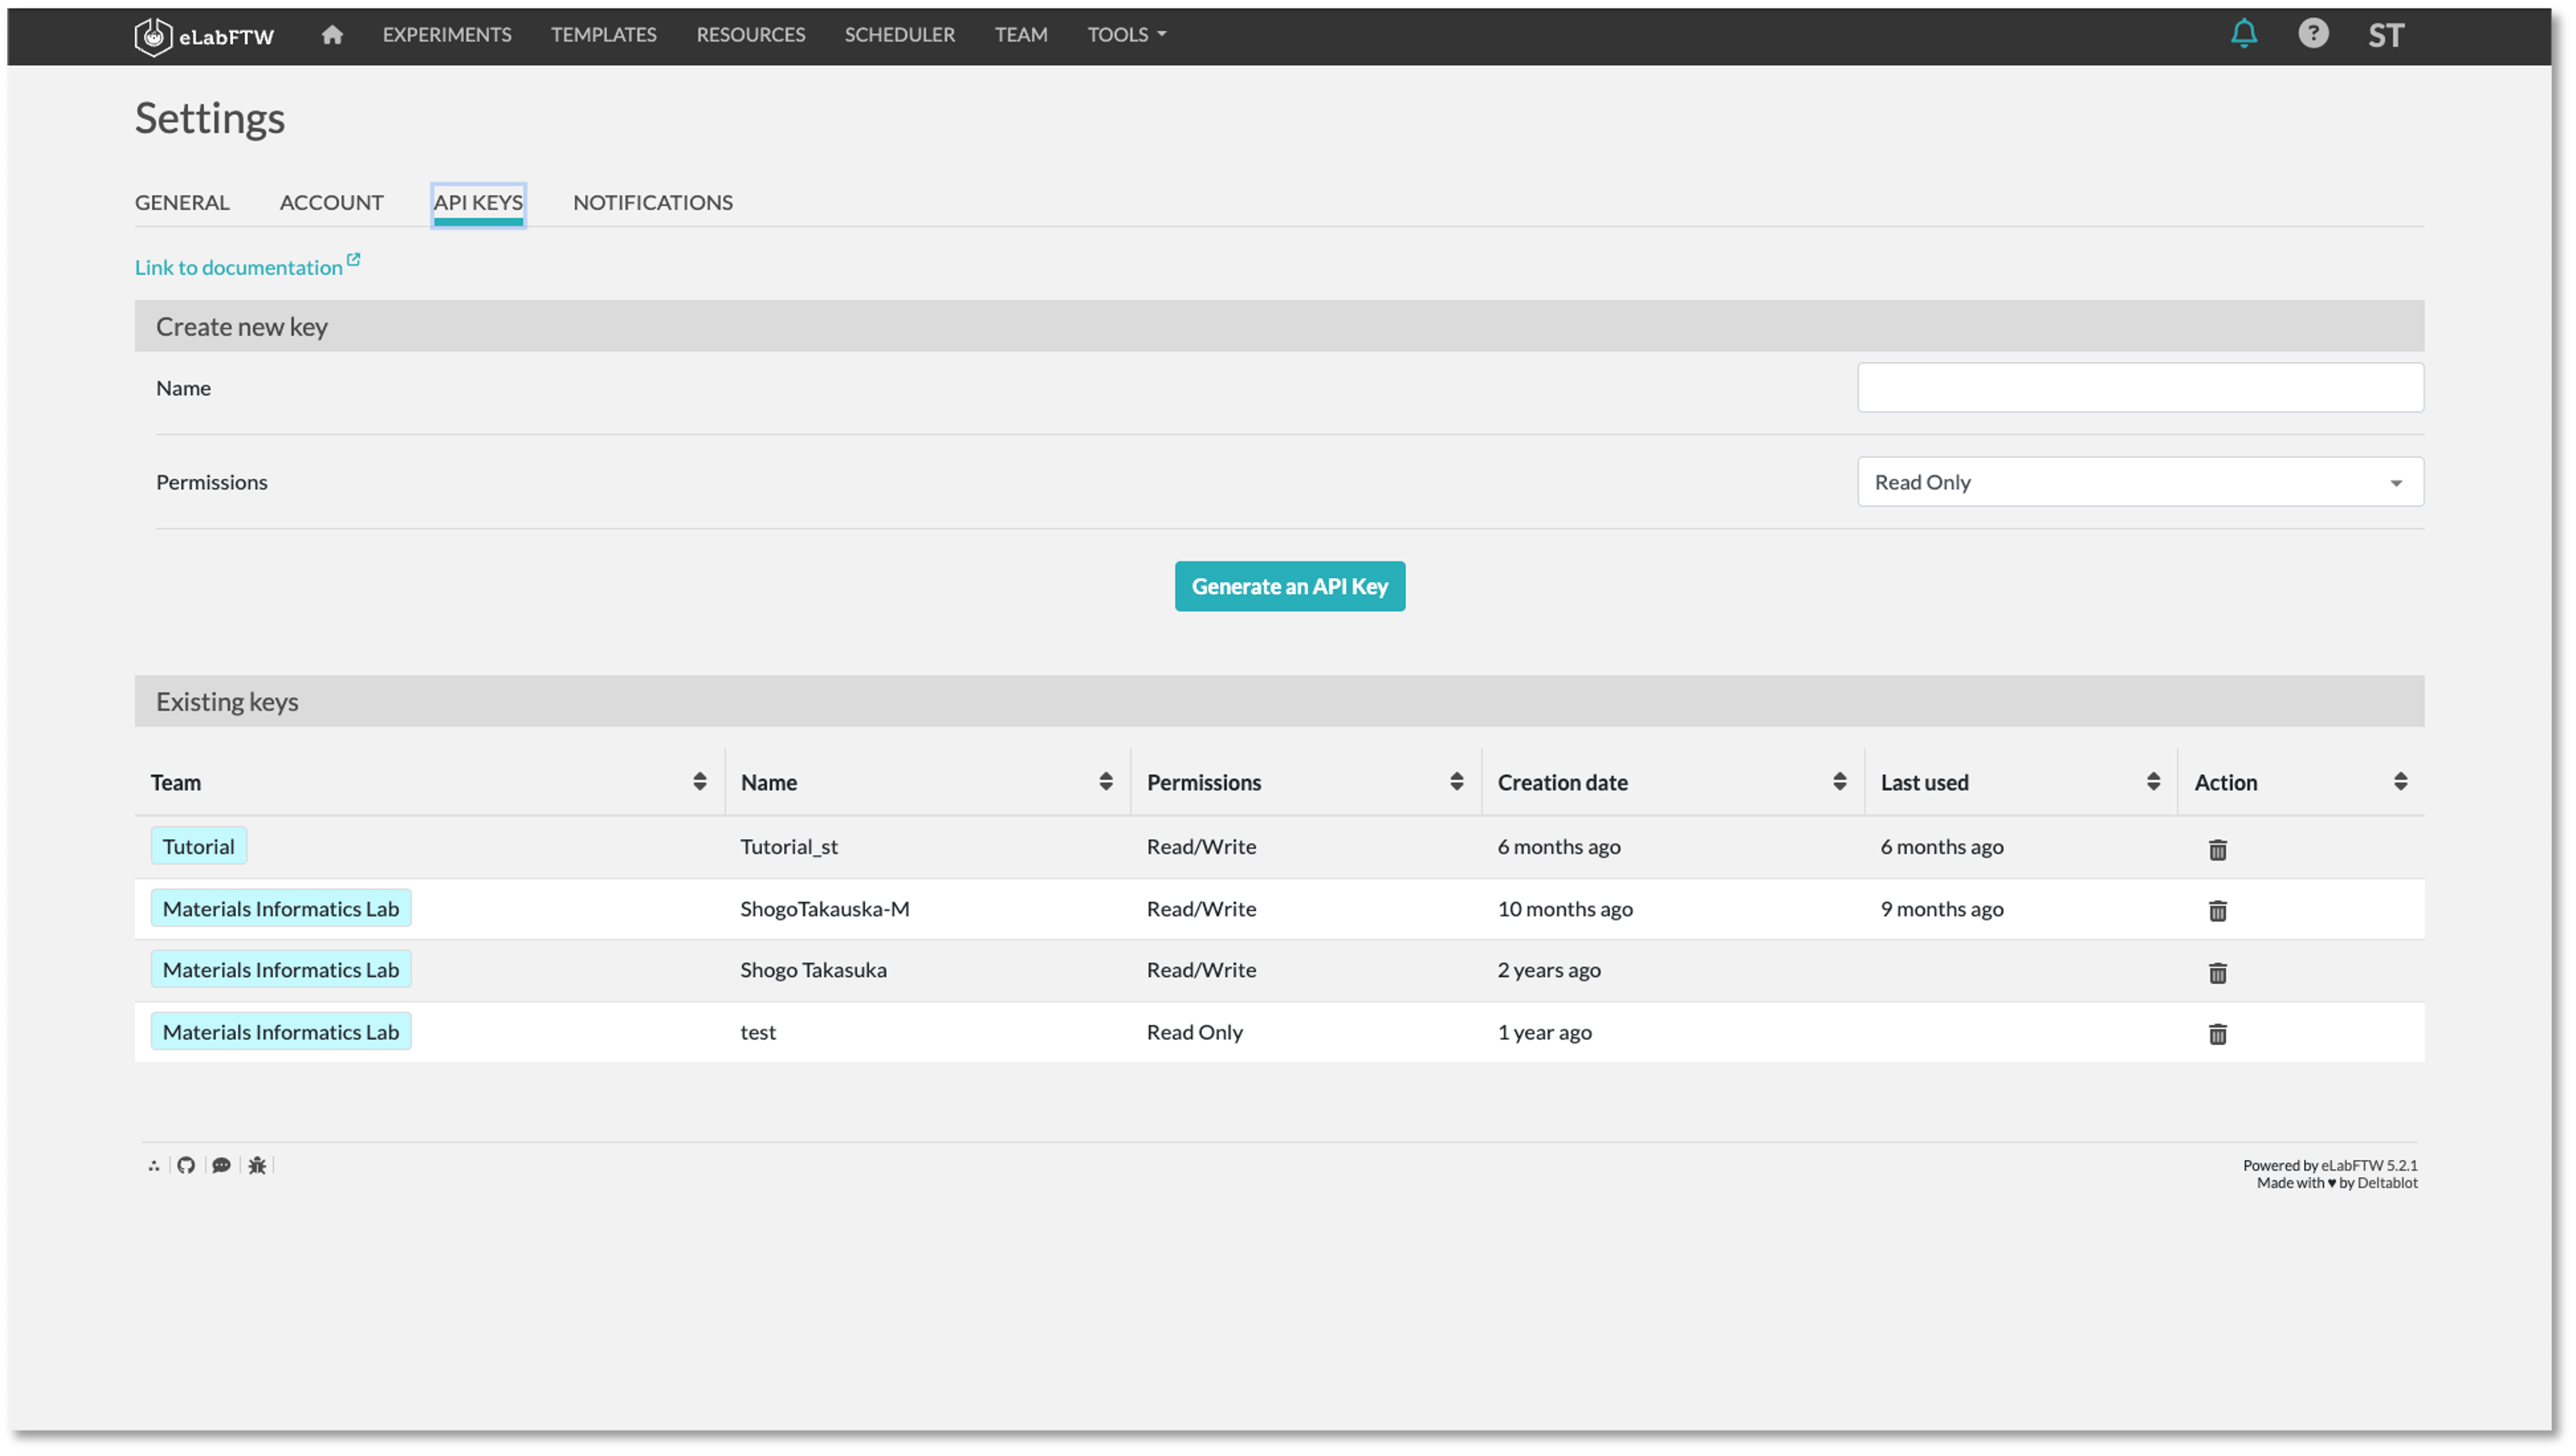 eLabFTW EXPERIMENTS TEMPLATES RESOURCES SCHEDULER TEAM TOOLS ? ST
Settings
GENERAL ACCOUNT API KEYS NOTIFICATIONS
Link to documentation
Create new key
Name
Permissions Read Only
Generate an API Key
Existing keys
Team Name Permissions Creation date Last used Action
Tutorial Tutorial_st Read/Write 6 months ago 6 months ago
Materials Informatics Lab ShogoTakauska-M Read/Write 10 months ago 9 months ago
Materials Informatics Lab Shogo Takasuka Read/Write 2 years ago
Materials Informatics Lab test Read Only 1 year ago
Powered by eLabFTW 5.2.1
Made with ♥ by Deltablot